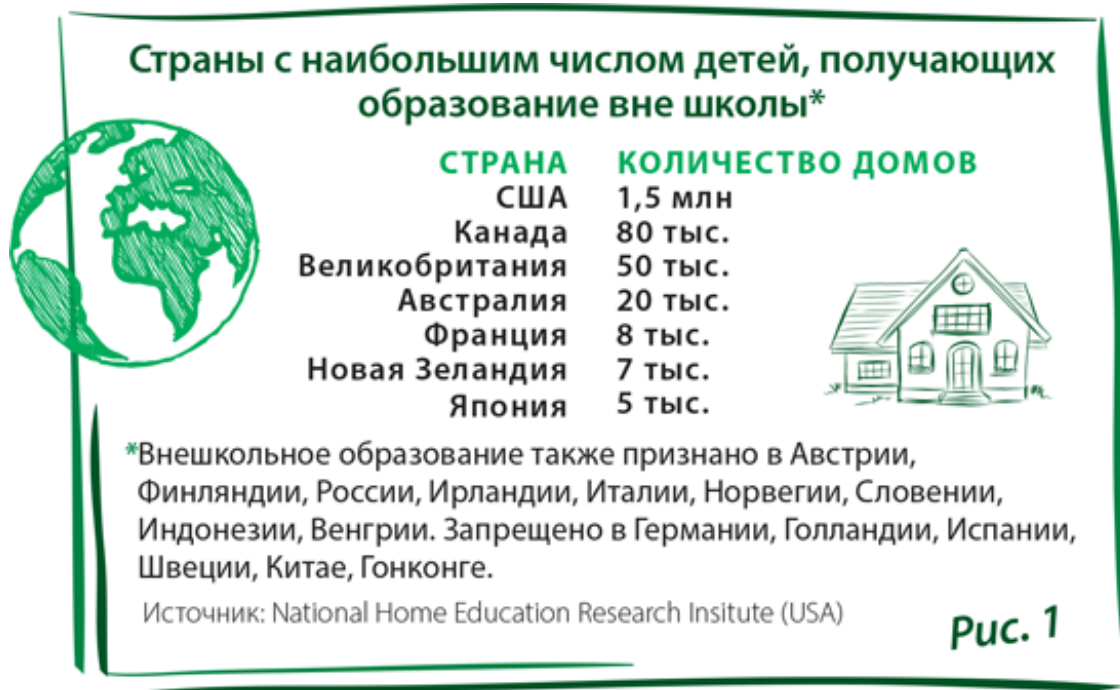 Страны с наибольшим числом детей, получающих
образование вне школы*
СТРАНА КОЛИЧЕСТВО ДОМОВ
США 1,5 млн
Канада 80 тыс.
Великобритания 50 тыс.
Австралия 20 тыс.
Франция 8 тыс.
Новая Зеландия 7 тыс.
Япония 5 тыс.
*Внешкольное образование также признано в Австрии,
Финляндии, России, Ирландии, Италии, Норвегии, Словении,
Индонезии, Венгрии. Запрещено в Германии, Голландии, Испании,
Швеции, Китае, Гонконге.
Источник: National Home Education Research Insitute (USA)
Рис. 1